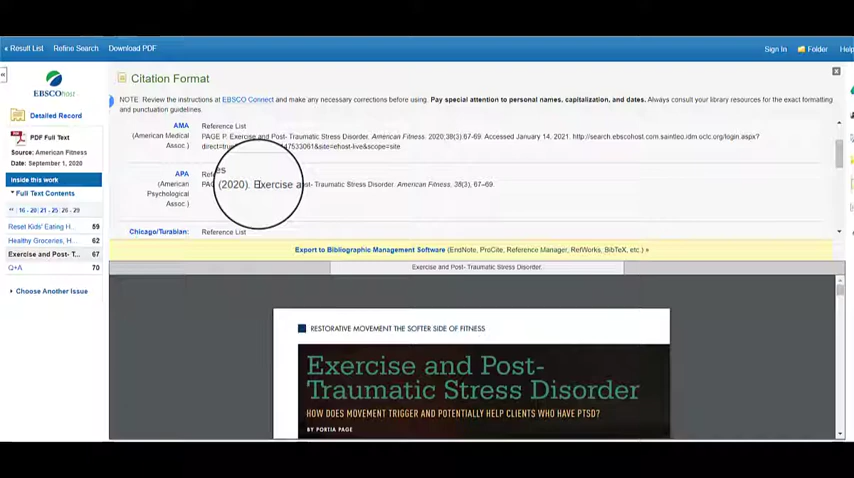 « Result List Refine Search Download PDF Sign In Folder Help
«
EBSCOhost
Detailed Record
PDF Full Text
Source: American Fitness
Date: September 1, 2020
Inside this work
Full Text Contents
16 - 20 21 - 25 26 - 29
Reset Kids' Eating H... 59
Healthy Groceries, H... 62
Exercise and Post- T... 67
Q+A 70
Choose Another Issue
Citation Format
NOTE: Review the instructions at EBSCO Connect and make any necessary corrections before using. Pay special attention to personal names, capitalization, and dates. Always consult your library resources for the exact formatting
and punctuation guidelines.
AMA
(American Medical
Assoc.)
Reference List
PAGE P. Exercise and Post- Traumatic Stress Disorder. American Fitness. 2020;38(3):67-69. Accessed January 14, 2021. http://search.ebscohost.com.saintleo.idm.oclc.org/login.aspx?
47533061&site=ehost-live&scope=site
APA
(American
Psychological
Assoc.)
es
(2020). Exercise a st- Traumatic Stress Disorder. American Fitness, 38(3), 67–69.
Chicago/Turabian:
Reference List
Export to Bibliographic Management Software (EndNote, ProCite, Reference Manager, RefWorks, BibTeX, etc.) »
Exercise and Post- Traumatic Stress Disorder.
RESTORATIVE MOVEMENT THE SOFTER SIDE OF FITNESS
Exercise and Post-
Traumatic Stress Disorder
HOW DOES MOVEMENT TRIGGER AND POTENTIALLY HELP CLIENTS WHO HAVE PTSD?
BY PORTIA PAGE